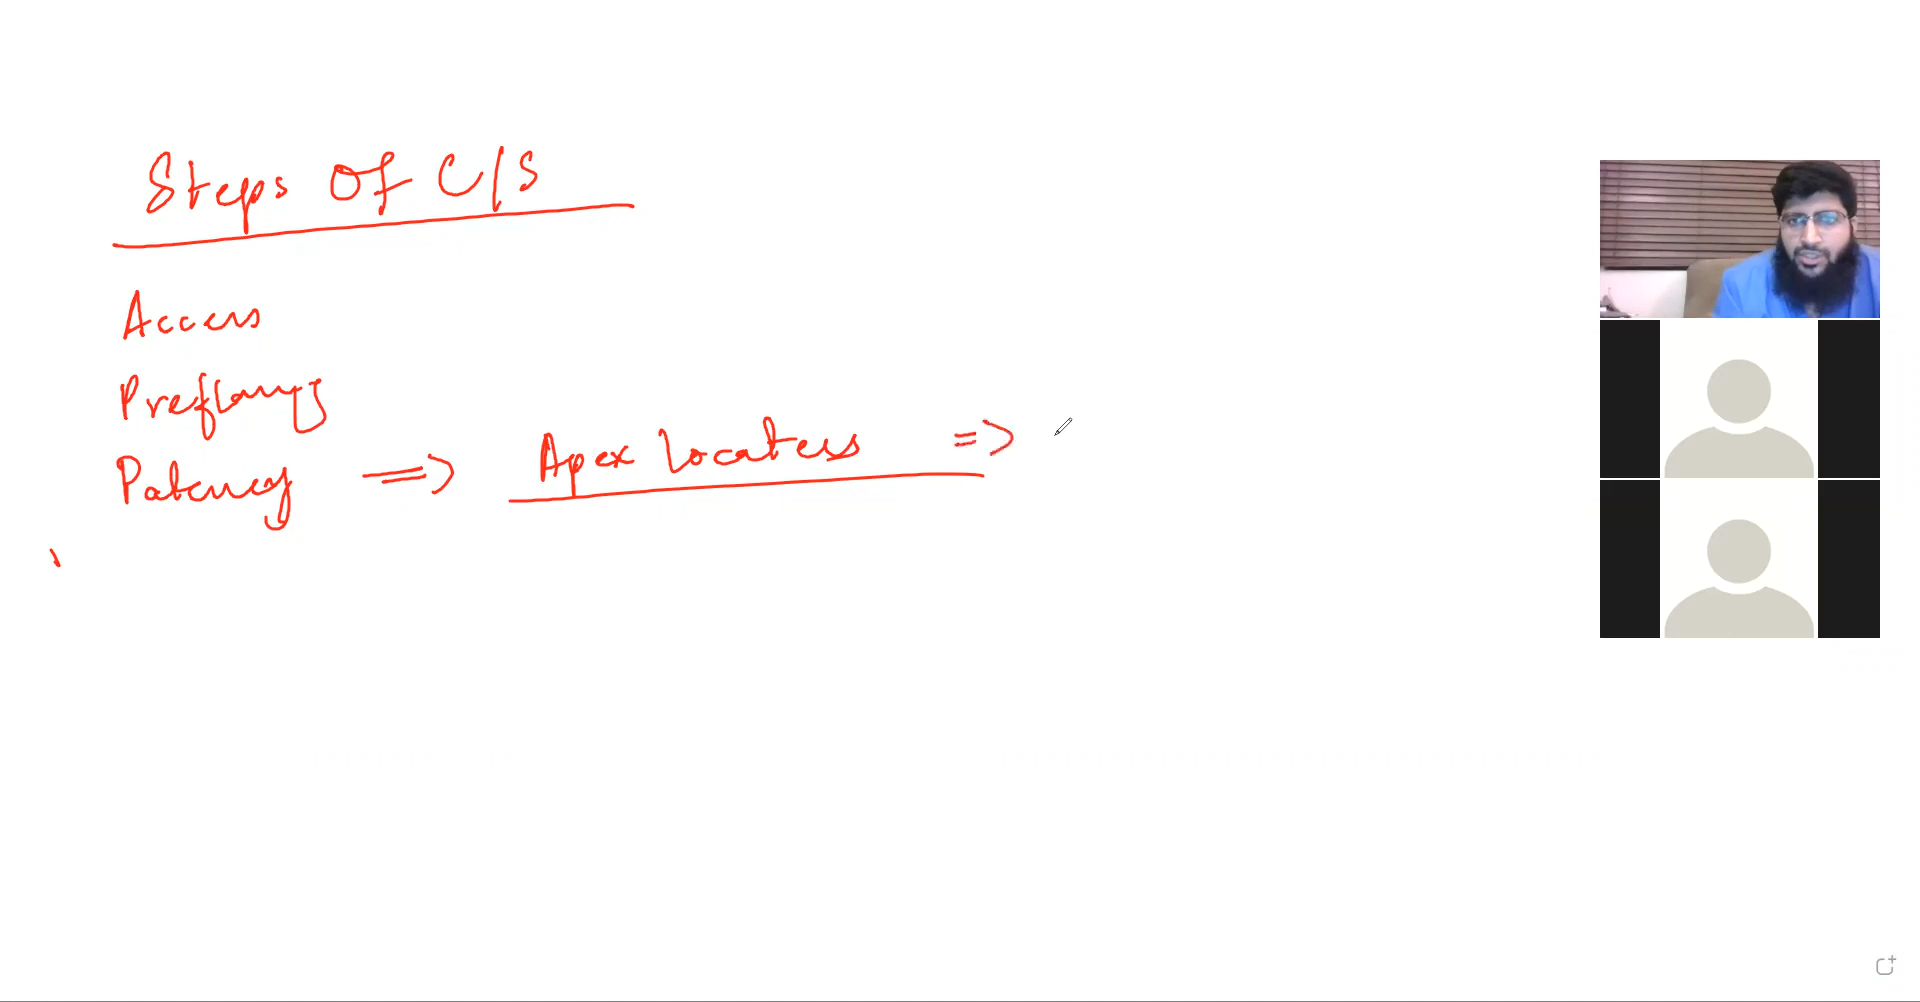 Steps Of C/S
Access
Preflaring
Patency => Apex Locaters =>